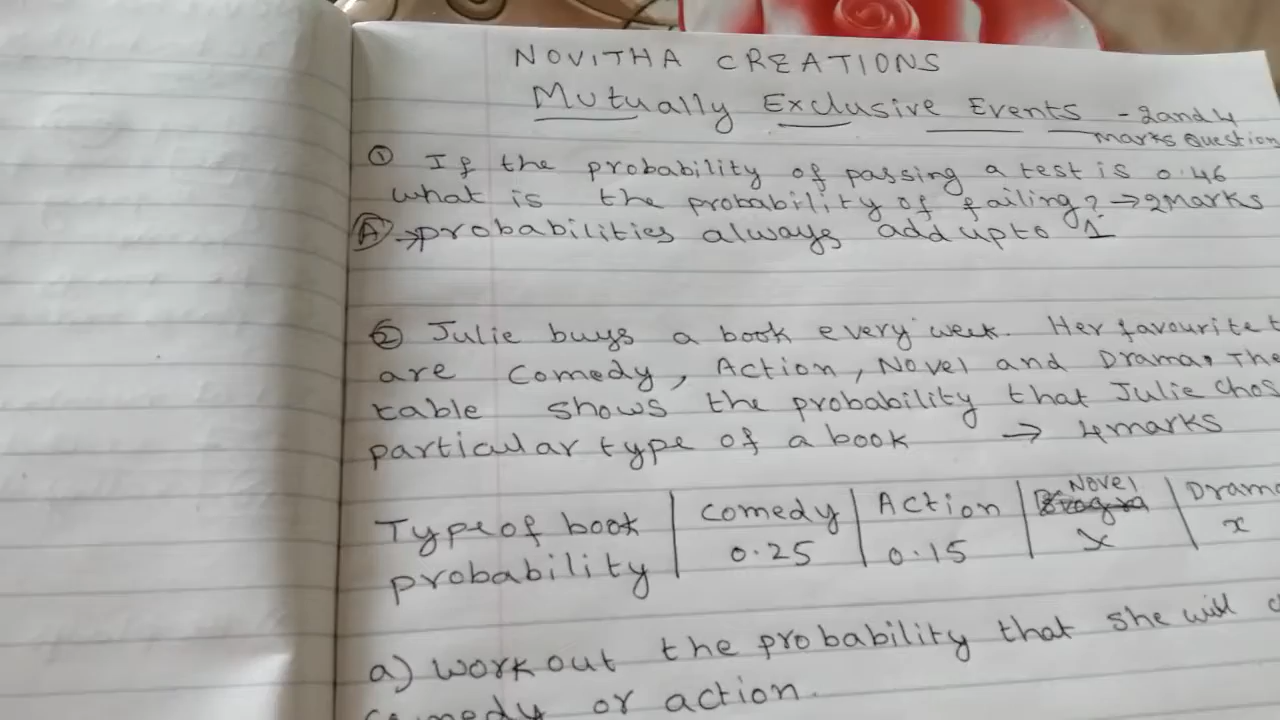 NOVITHA CREATIONS
Mutually Exclusive Events - 2 and 4
marks Question
① If the probability of passing a test is 0.46
what is the probability of failing? → 2 Marks
Ⓐ → probabilities always add upto 1
② Julie buys a book every week. Her favourite
are Comedy, Action, Novel and Drama. The
table shows the probability that Julie chos
particular type of a book → 4 marks
Type of book | Comedy | Action | Novel | Drama
probability | 0.25 | 0.15 | x | x
a) work out the probability that she will
comedy or action.